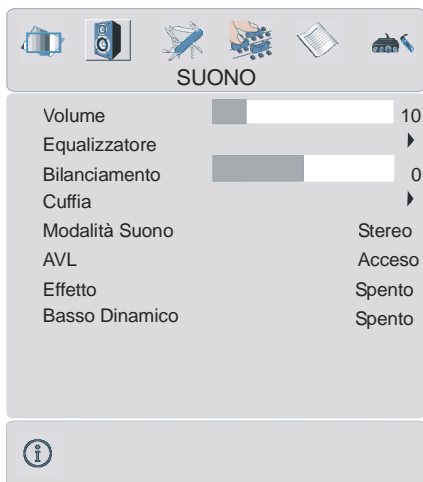 SUONO
Volume 10
Equalizzatore
Bilanciamento 0
Cuffia
Modalità Suono Stereo
AVL Acceso
Effetto Spento
Basso Dinamico Spento